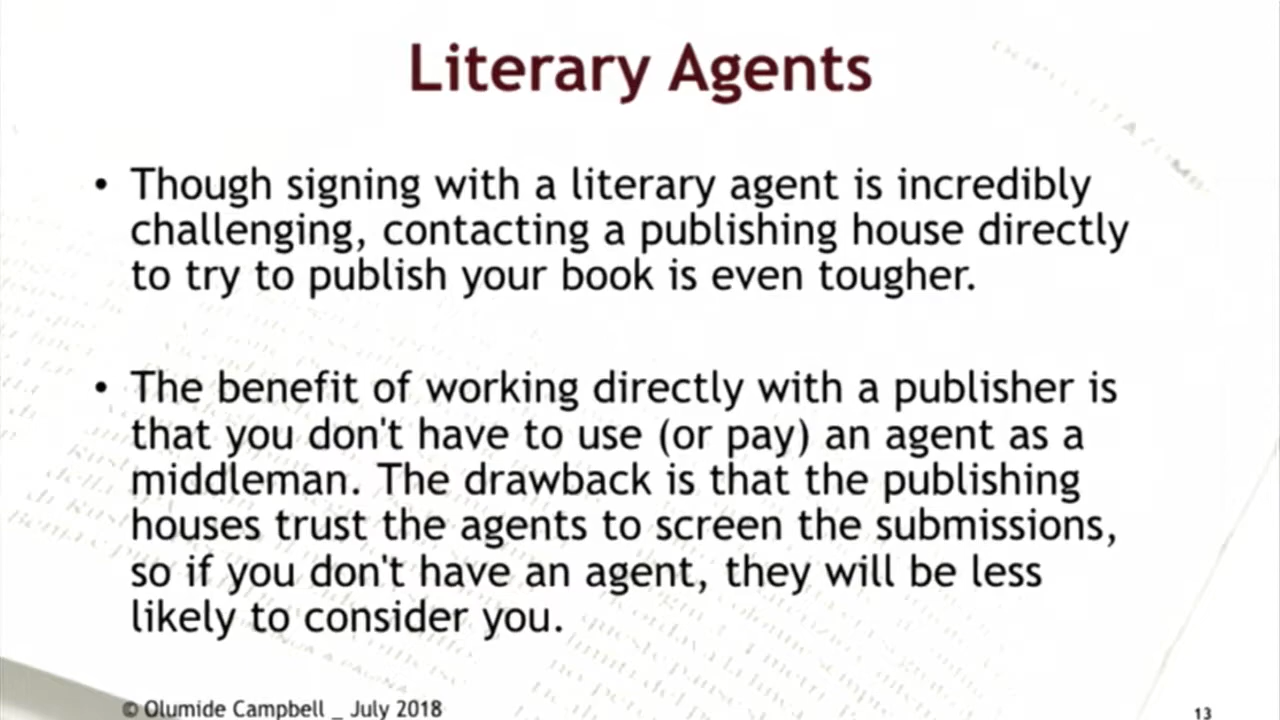 Literary Agents
• Though signing with a literary agent is incredibly
challenging, contacting a publishing house directly
to try to publish your book is even tougher.
• The benefit of working directly with a publisher is
that you don't have to use (or pay) an agent as a
middleman. The drawback is that the publishing
houses trust the agents to screen the submissions,
so if you don't have an agent, they will be less
likely to consider you.
© Olumide Campbell _ July 2018
13